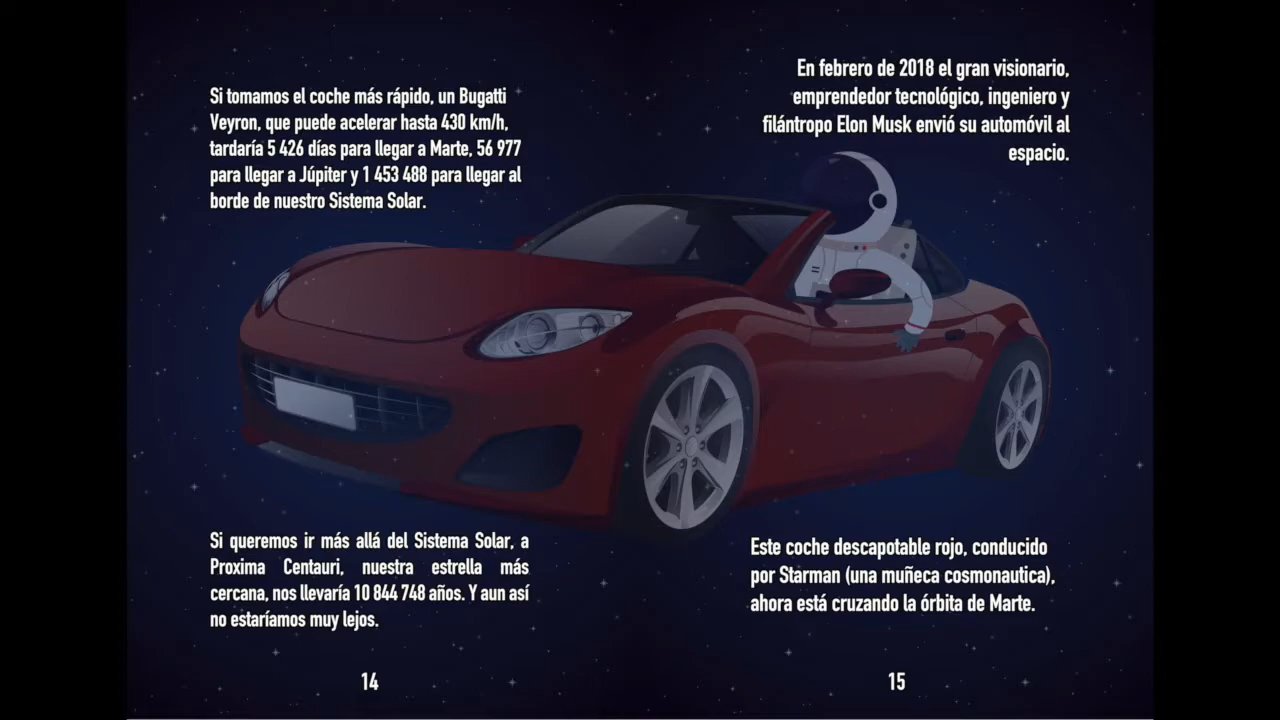 Si tomamos el coche más rápido, un Bugatti
Veyron, que puede acelerar hasta 430 km/h,
tardaría 5 426 días para llegar a Marte, 56 977
para llegar a Júpiter y 1 453 488 para llegar al
borde de nuestro Sistema Solar.
Si queremos ir más allá del Sistema Solar, a
Proxima Centauri, nuestra estrella más
cercana, nos llevaría 10 844 748 años. Y aun así
no estaríamos muy lejos.
14
En febrero de 2018 el gran visionario,
emprendedor tecnológico, ingeniero y
filántropo Elon Musk envió su automóvil al
espacio.
Este coche descapotable rojo, conducido
por Starman (una muñeca cosmonautica),
ahora está cruzando la órbita de Marte.
15